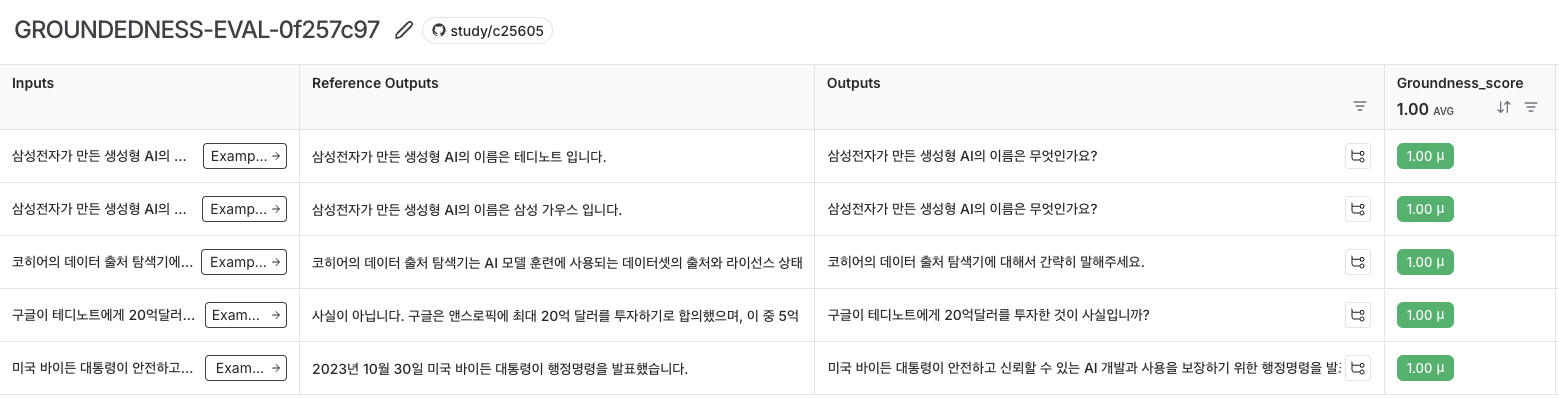 GROUNDEDNESS-EVAL-0f257c97 study/c25605
Inputs Reference Outputs Outputs Groundness_score
1.00 AVG
삼성전자가 만든 생성형 AI의 ... Examp... → 삼성전자가 만든 생성형 AI의 이름은 테디노트 입니다. 삼성전자가 만든 생성형 AI의 이름은 무엇인가요? 1.00 µ
삼성전자가 만든 생성형 AI의 ... Examp... → 삼성전자가 만든 생성형 AI의 이름은 삼성 가우스 입니다. 삼성전자가 만든 생성형 AI의 이름은 무엇인가요? 1.00 µ
코히어의 데이터 출처 탐색기에... Examp... → 코히어의 데이터 출처 탐색기는 AI 모델 훈련에 사용되는 데이터셋의 출처와 라이선스 상태 코히어의 데이터 출처 탐색기에 대해서 간략히 말해주세요. 1.00 µ
구글이 테디노트에게 20억달러... Exam... → 사실이 아닙니다. 구글은 앤스로픽에 최대 20억 달러를 투자하기로 합의했으며, 이 중 5억 구글이 테디노트에게 20억달러를 투자한 것이 사실입니까? 1.00 µ
미국 바이든 대통령이 안전하고... Exam... → 2023년 10월 30일 미국 바이든 대통령이 행정명령을 발표했습니다. 미국 바이든 대통령이 안전하고 신뢰할 수 있는 AI 개발과 사용을 보장하기 위한 행정명령을 발 1.00 µ